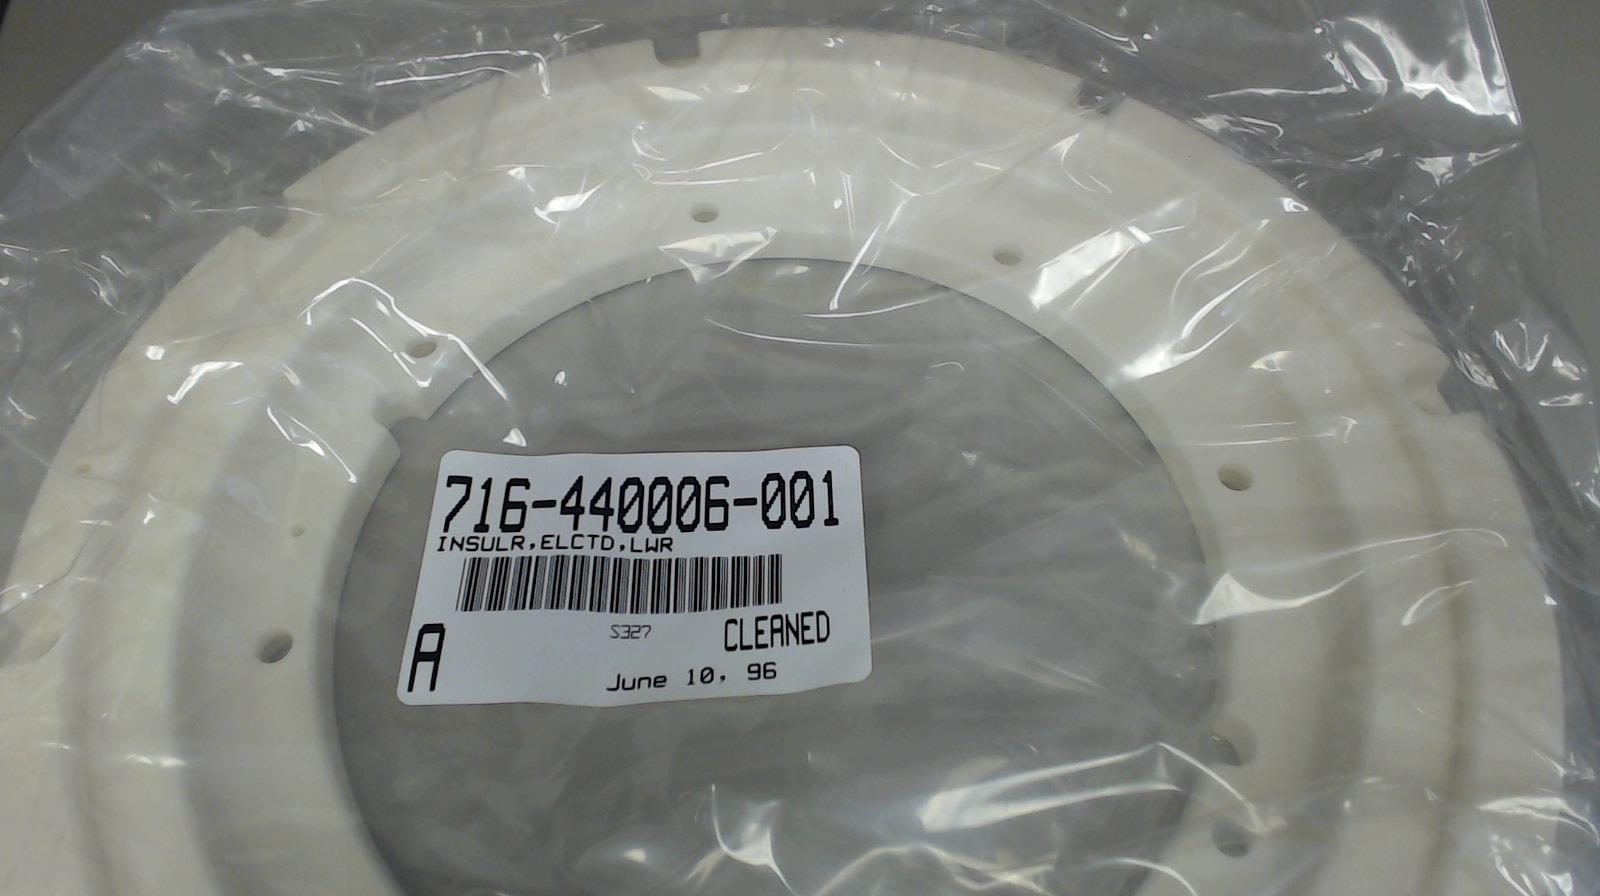 716-440006-001
INSULR,ELCTD,LWR
S327
A CLEANED
June 10, 96